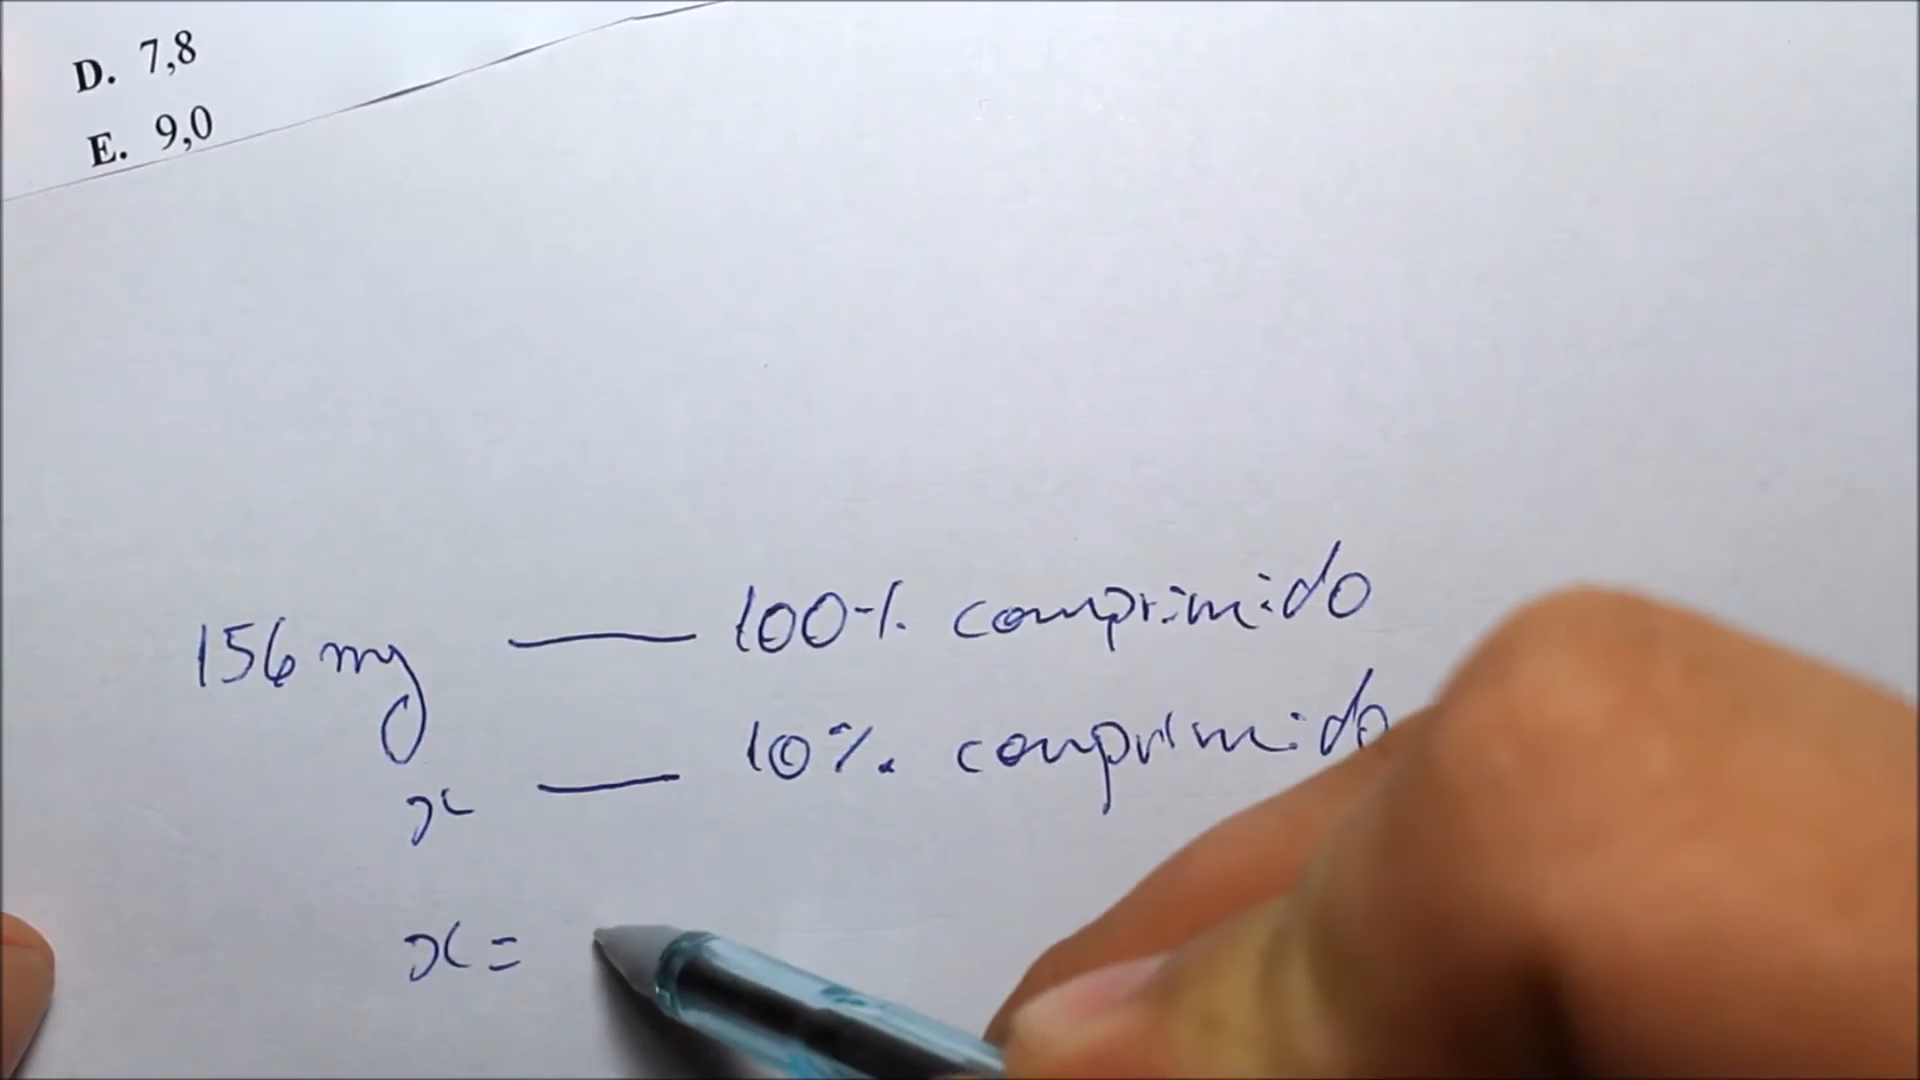 D. 7,8
E. 9,0
156 mg — 100% comprimido
x — 10% comprimido
x =